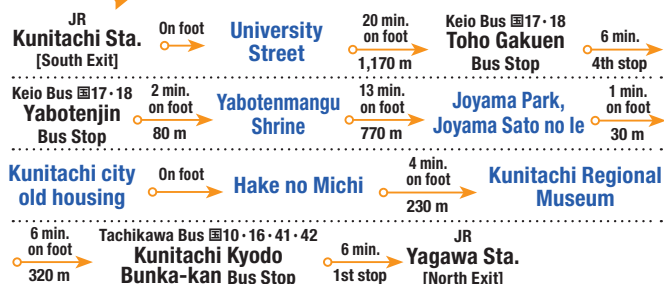 JR
Kunitachi Sta.
[South Exit]
On foot
University
Street
20 min.
on foot
1,170 m
Keio Bus 国17・18
Toho Gakuen
Bus Stop
6 min.
4th stop
Keio Bus 国17・18
Yabotenjin
Bus Stop
2 min.
on foot
80 m
Yabotenmangu
Shrine
13 min.
on foot
770 m
Joyama Park,
Joyama Sato no Ie
1 min.
on foot
30 m
Kunitachi city
old housing
On foot
Hake no Michi
4 min.
on foot
230 m
Kunitachi Regional
Museum
6 min.
on foot
320 m
Tachikawa Bus 国10・16・41・42
Kunitachi Kyodo
Bunka-kan Bus Stop
6 min.
1st stop
JR
Yagawa Sta.
[North Exit]